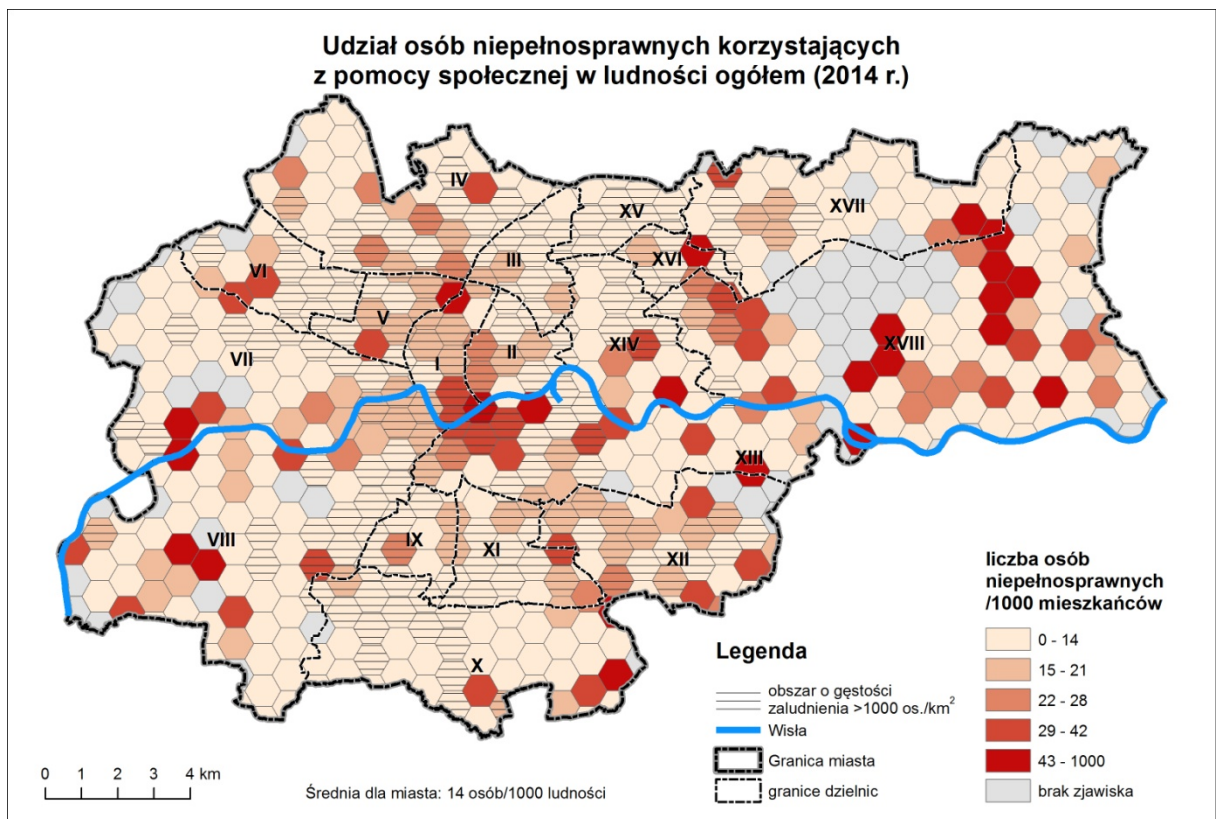 Udział osób niepełnosprawnych korzystających
z pomocy społecznej w ludności ogółem (2014 r.)
IV
XV
XVII
III
XVI
VI
V
VII
I
II
XIV
XVIII
XIII
VIII
IX
XI
XII
X
liczba osób
niepełnosprawnych
/1000 mieszkańców
0 - 14
15 - 21
22 - 28
29 - 42
43 - 1000
brak zjawiska
Legenda
obszar o gęstości
zaludnienia >1000 os./km²
Wisła
Granica miasta
granice dzielnic
0 1 2 3 4 km
Średnia dla miasta: 14 osób/1000 ludności